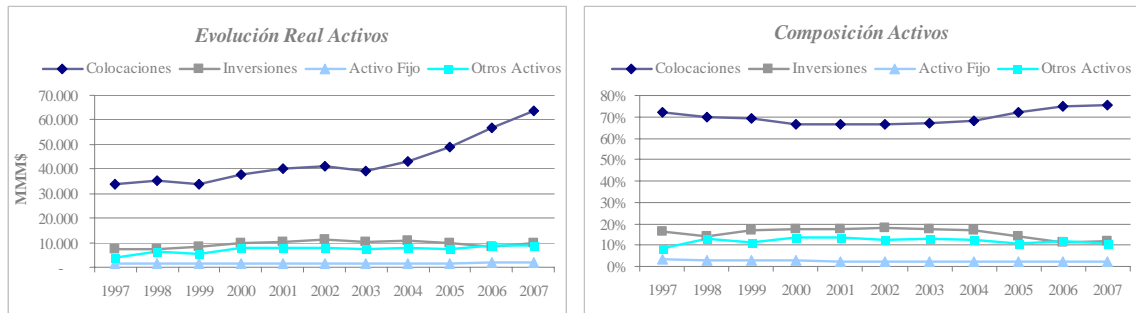 Evolución Real Activos
Colocaciones Inversiones Activo Fijo Otros Activos
70.000
60.000
50.000
40.000
30.000
20.000
10.000
-
MMM$
1997 1998 1999 2000 2001 2002 2003 2004 2005 2006 2007
Composición Activos
Colocaciones Inversiones Activo Fijo Otros Activos
80%
70%
60%
50%
40%
30%
20%
10%
0%
1997 1998 1999 2000 2001 2002 2003 2004 2005 2006 2007